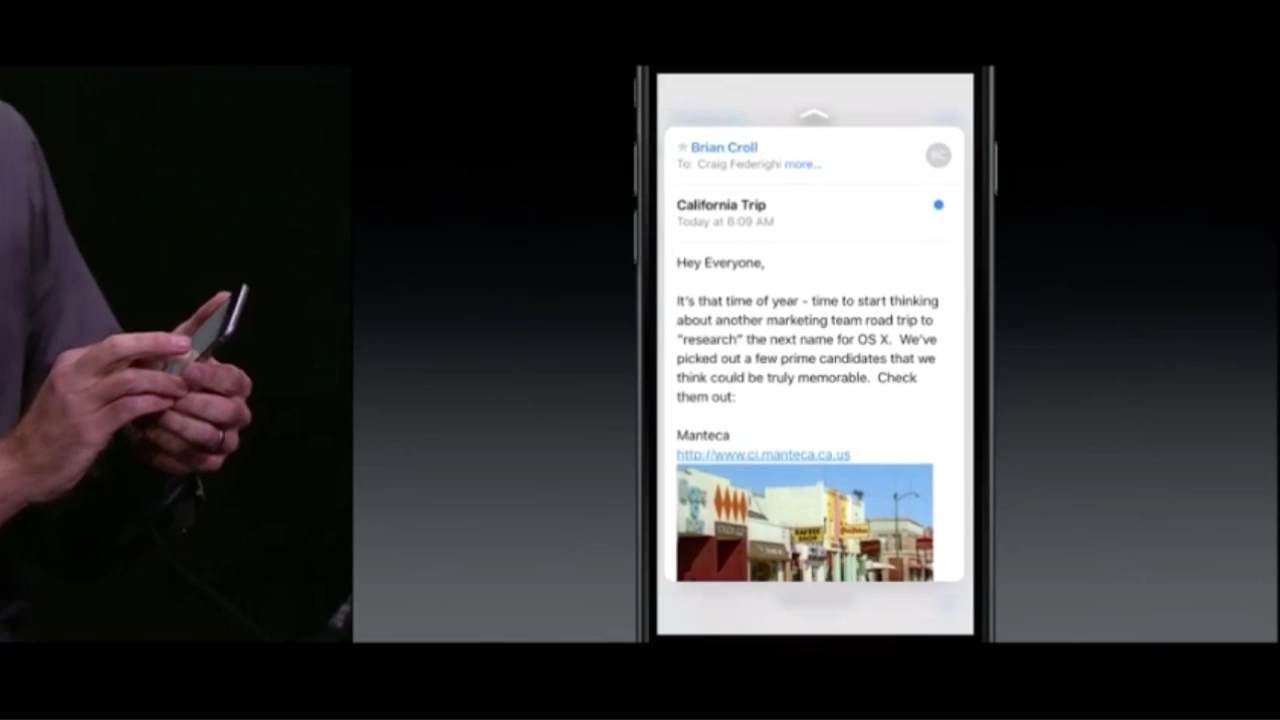 Brian Croll
To: Craig Federighi more...
BC
California Trip
Today at 8:09 AM
Hey Everyone,
It's that time of year - time to start thinking
about another marketing team road trip to
"research" the next name for OS X.  We've
picked out a few prime candidates that we
think could be truly memorable.  Check
them out:
Manteca
http://www.ci.manteca.ca.us